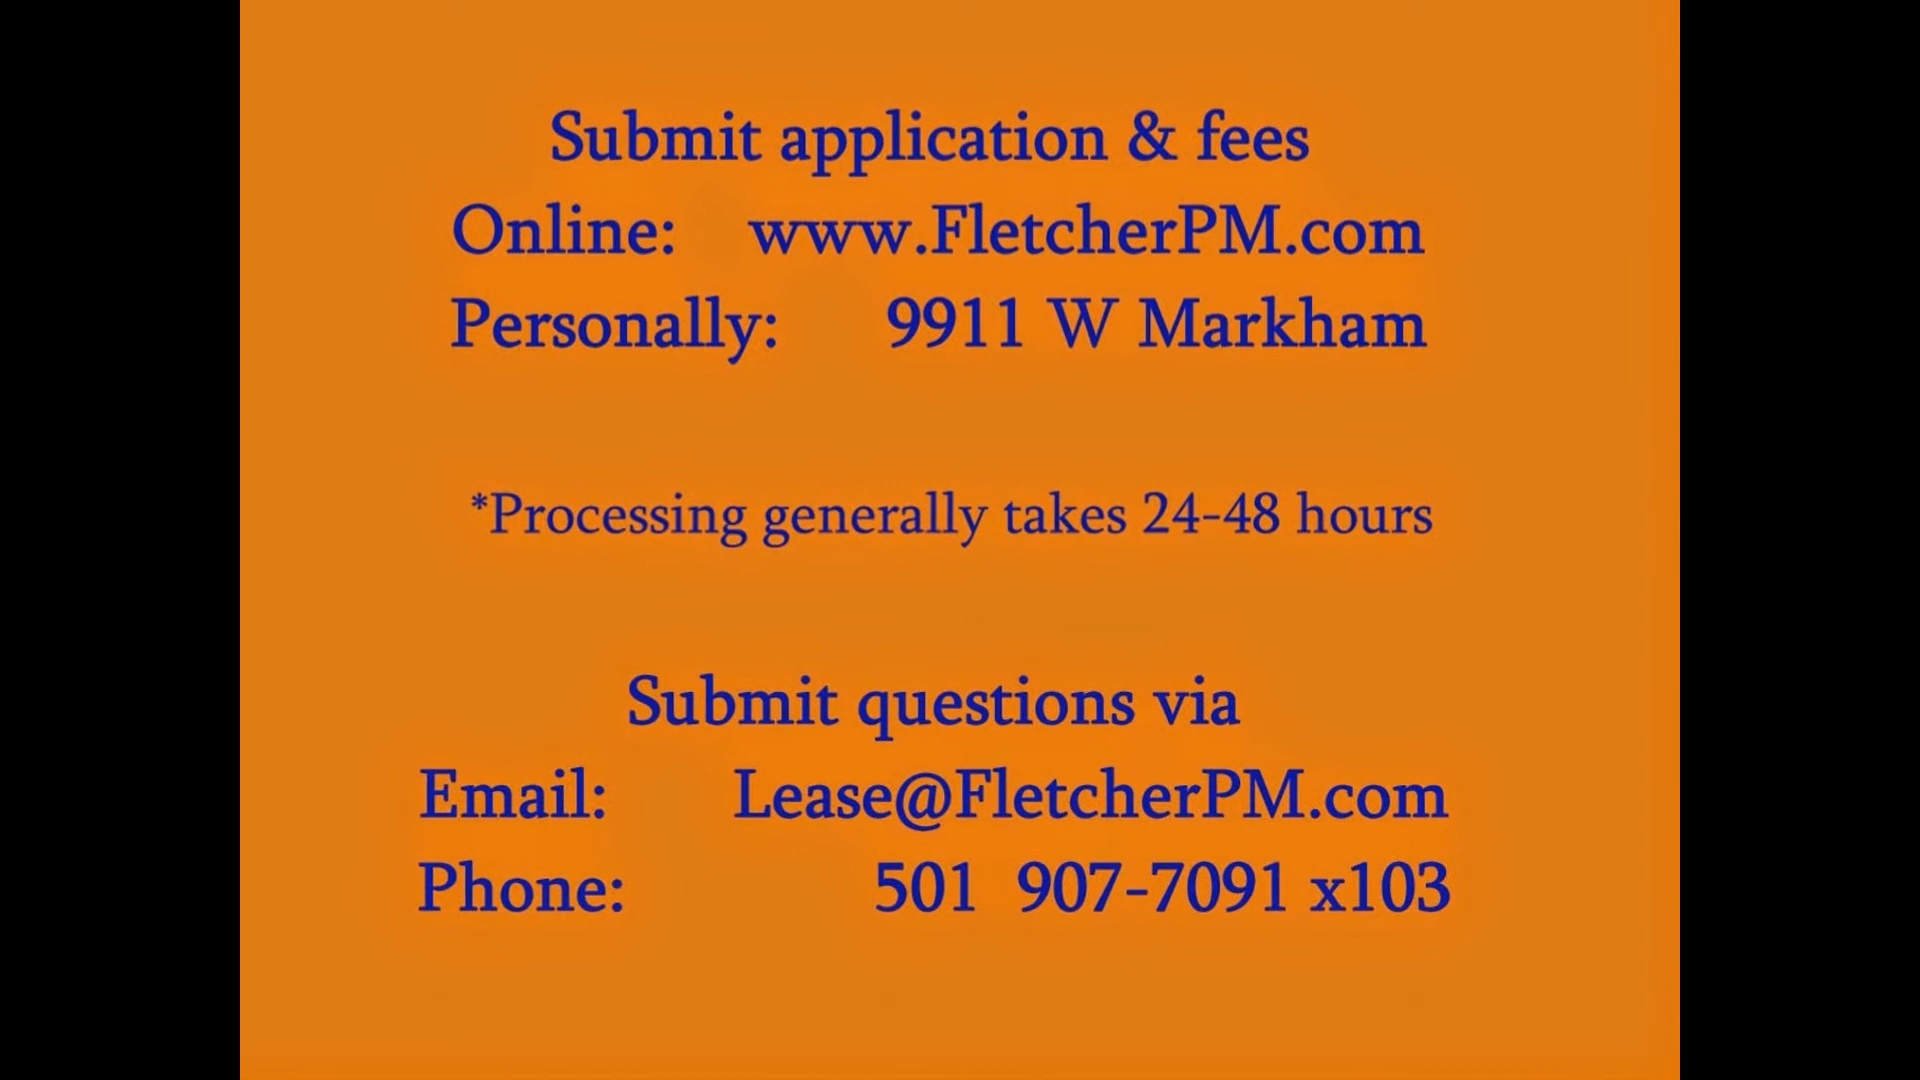 Submit application & fees
Online: www.FletcherPM.com
Personally: 9911 W Markham
*Processing generally takes 24-48 hours
Submit questions via
Email: Lease@FletcherPM.com
Phone: 501 907-7091 x103